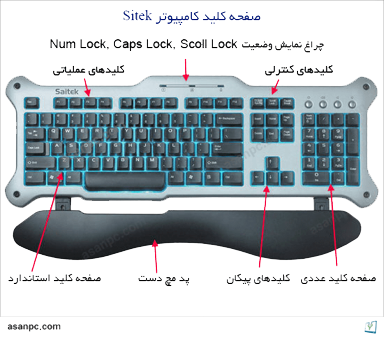 صفحه کلید کامپیوتر Sitek
چراغ نمایش وضعیت Num Lock, Caps Lock, Scoll Lock
کلیدهای کنترلی
کلیدهای عملیاتی
Saitek
صفحه کلید عددی
کلیدهای پیکان
پد مچ دست
صفحه کلید استاندارد
asanpc.com